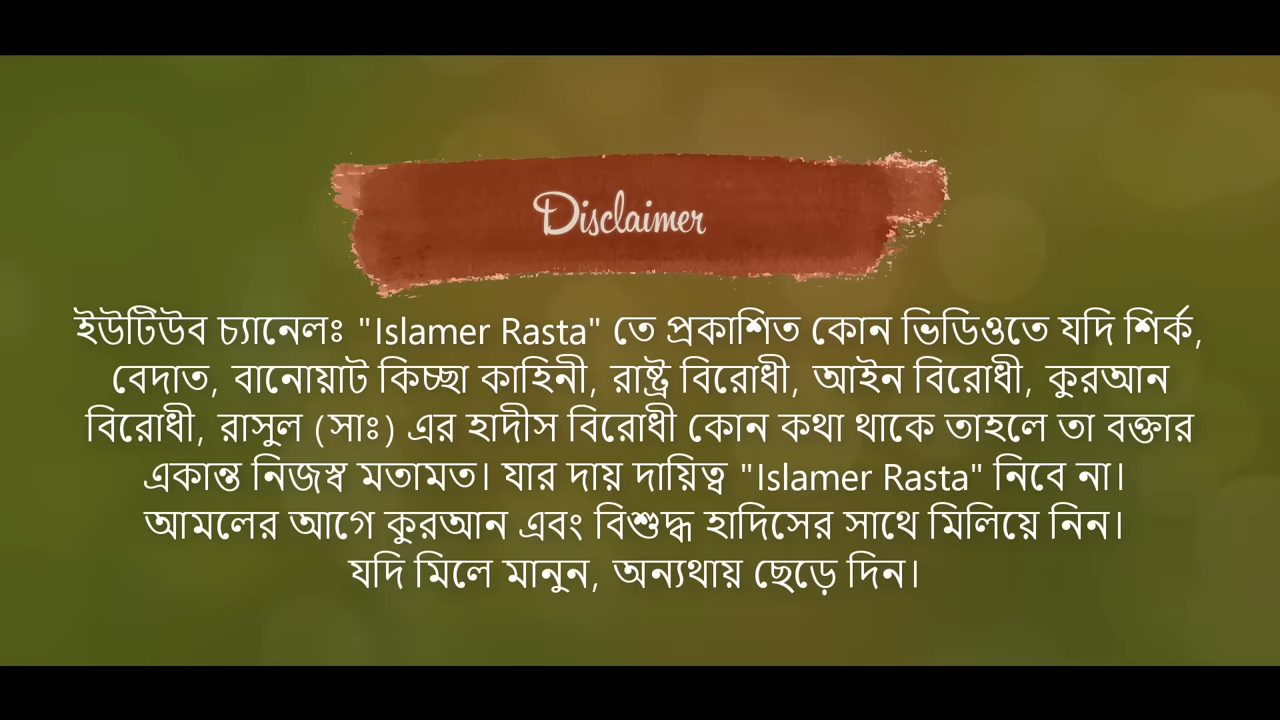 Disclaimer
ইউটিউব চ্যানেলঃ "Islamer Rasta" তে প্রকাশিত কোন ভিডিওতে যদি শির্ক,
বেদাত, বানোয়াট কিচ্ছা কাহিনী, রাষ্ট্র বিরোধী, আইন বিরোধী, কুরআন
বিরোধী, রাসুল (সাঃ) এর হাদীস বিরোধী কোন কথা থাকে তাহলে তা বক্তার
একান্ত নিজস্ব মতামত। যার দায় দায়িত্ব "Islamer Rasta" নিবে না।
আমলের আগে কুরআন এবং বিশুদ্ধ হাদিসের সাথে মিলিয়ে নিন।
যদি মিলে মানুন, অন্যথায় ছেড়ে দিন।